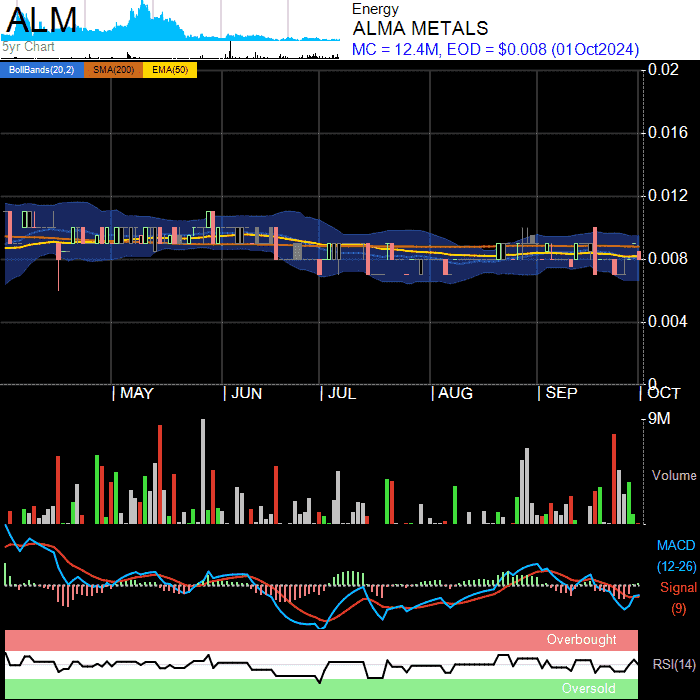 ALM
5yr Chart
Energy
ALMA METALS
MC = 12.4M, EOD = $0.008 (01Oct2024)
BollBands(20,2) SMA(200) EMA(50)
0.02
0.016
0.012
0.008
0.004
0
MAY JUN JUL AUG SEP OCT
9M
Volume
MACD
(12-26)
Signal
(9)
Overbought
RSI(14)
Oversold